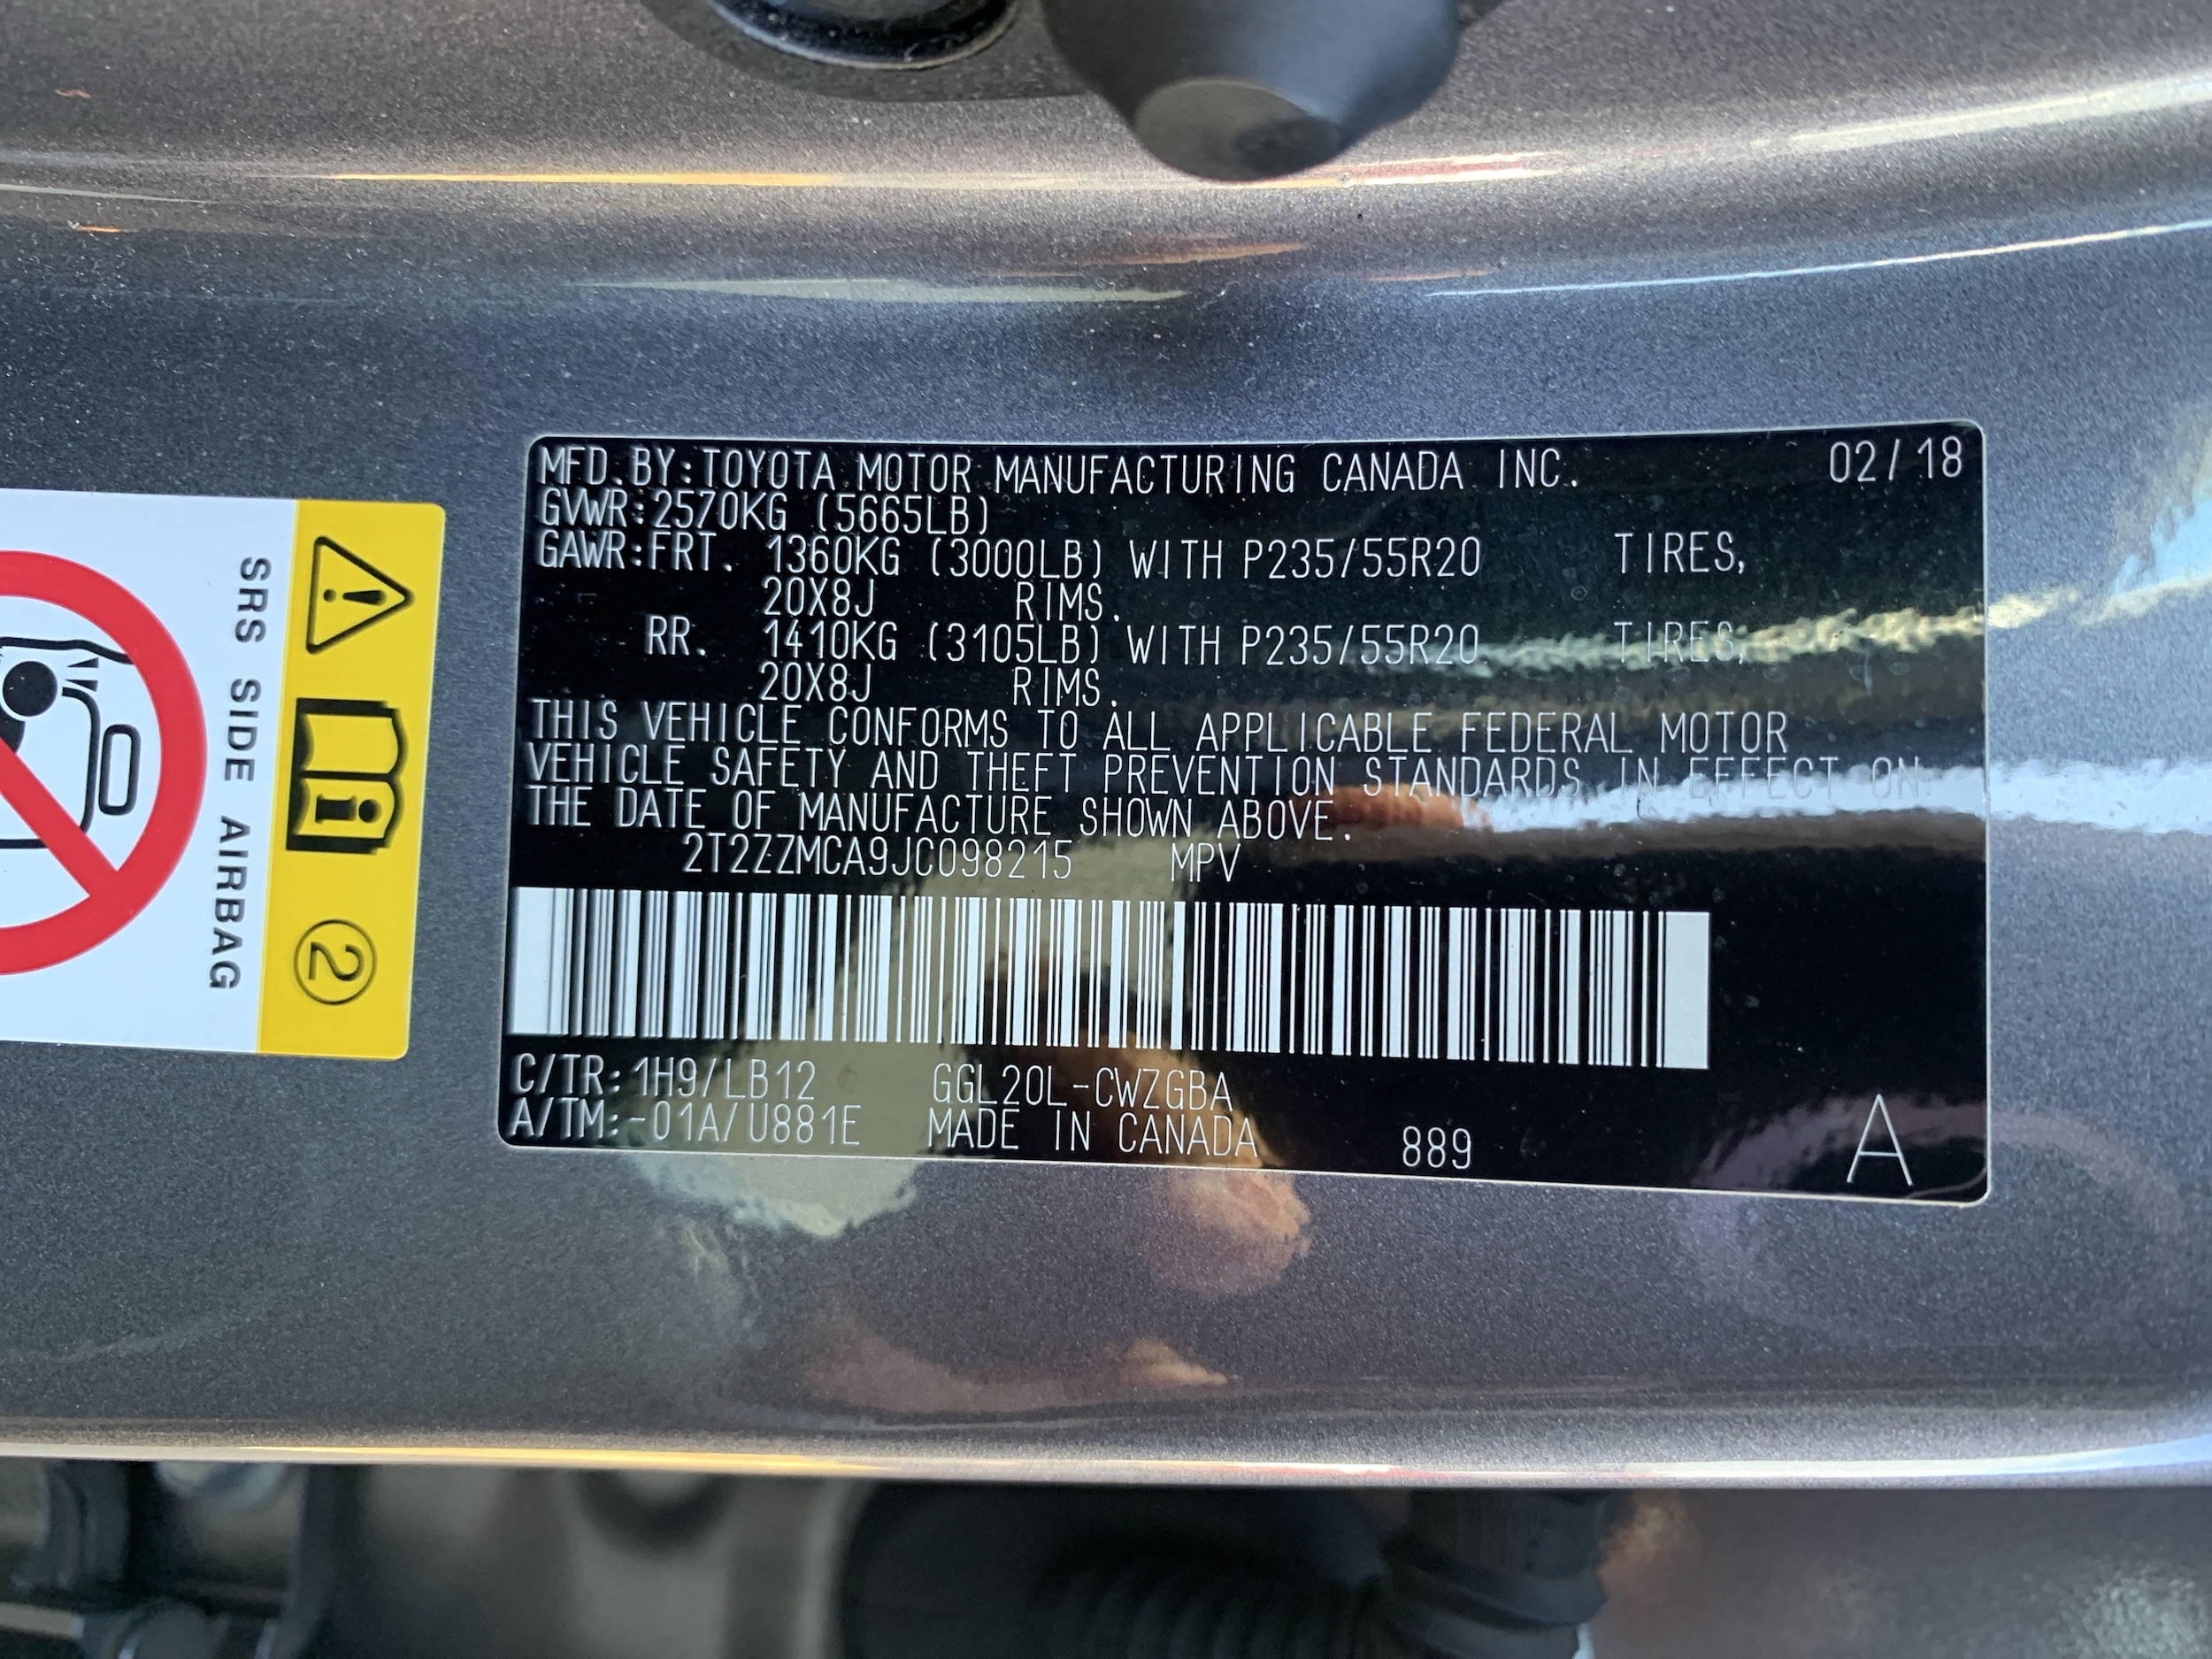 MFD.BY:TOYOTA MOTOR MANUFACTURING CANADA INC. 02/18
GVWR:2570KG (5665LB)
GAWR:FRT. 1360KG (3000LB) WITH P235/55R20 TIRES,
20X8J RIMS.
RR. 1410KG (3105LB) WITH P235/55R20 TIRES,
20X8J RIMS.
THIS VEHICLE CONFORMS TO ALL APPLICABLE FEDERAL MOTOR
VEHICLE SAFETY AND THEFT PREVENTION STANDARDS IN EFFECT ON
THE DATE OF MANUFACTURE SHOWN ABOVE.
2T2ZZMCA9JC098215 MPV
C/TR:1H9/LB12 GGL20L-CWZGBA
A/TM:-01A/U881E MADE IN CANADA 889 A
SRS SIDE AIRBAG
2